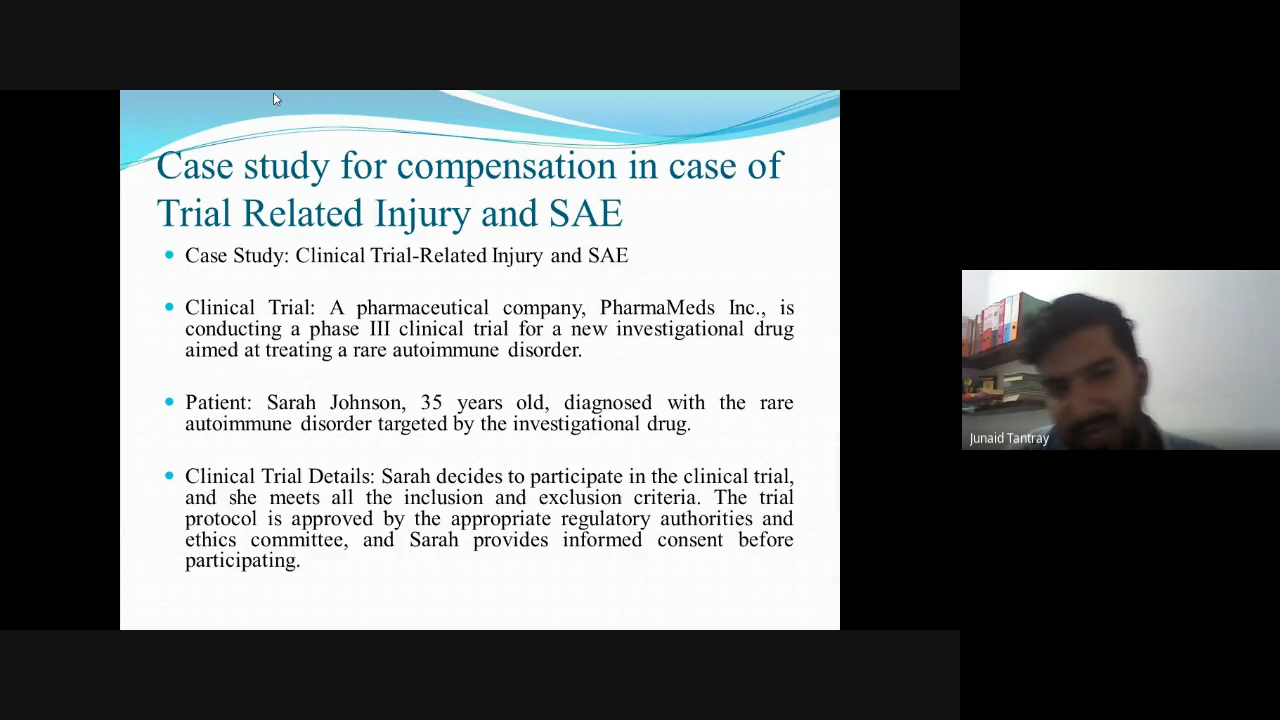 Case study for compensation in case of
Trial Related Injury and SAE
Case Study: Clinical Trial-Related Injury and SAE
Clinical Trial: A pharmaceutical company, PharmaMeds Inc., is
conducting a phase III clinical trial for a new investigational drug
aimed at treating a rare autoimmune disorder.
Patient: Sarah Johnson, 35 years old, diagnosed with the rare
autoimmune disorder targeted by the investigational drug.
Clinical Trial Details: Sarah decides to participate in the clinical trial,
and she meets all the inclusion and exclusion criteria. The trial
protocol is approved by the appropriate regulatory authorities and
ethics committee, and Sarah provides informed consent before
participating.
Junaid Tantray